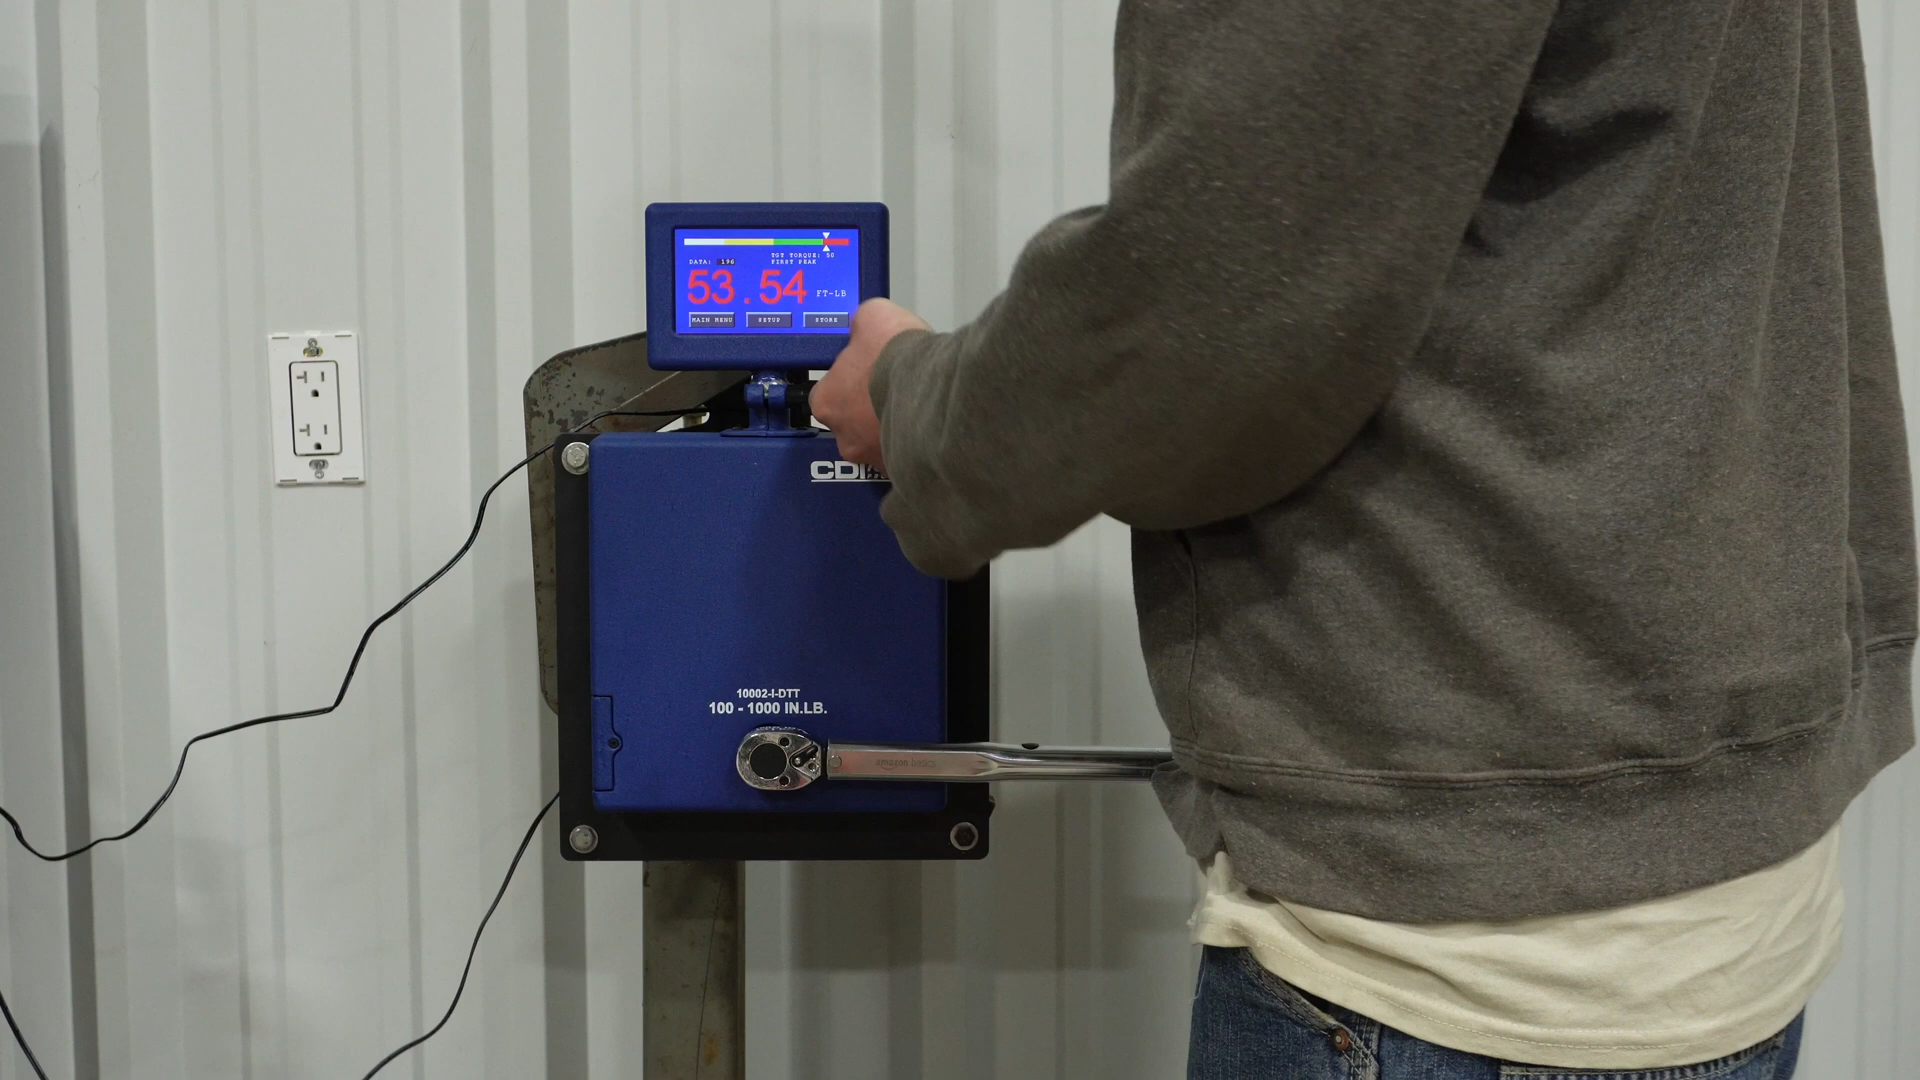 TGT TORQUE: 50
DATA: 196
FIRST PEAK
53.54 FT-LB
MAIN MENU SETUP STORE
CDI
10002-I-DTT
100 - 1000 IN.LB.
amazon basics